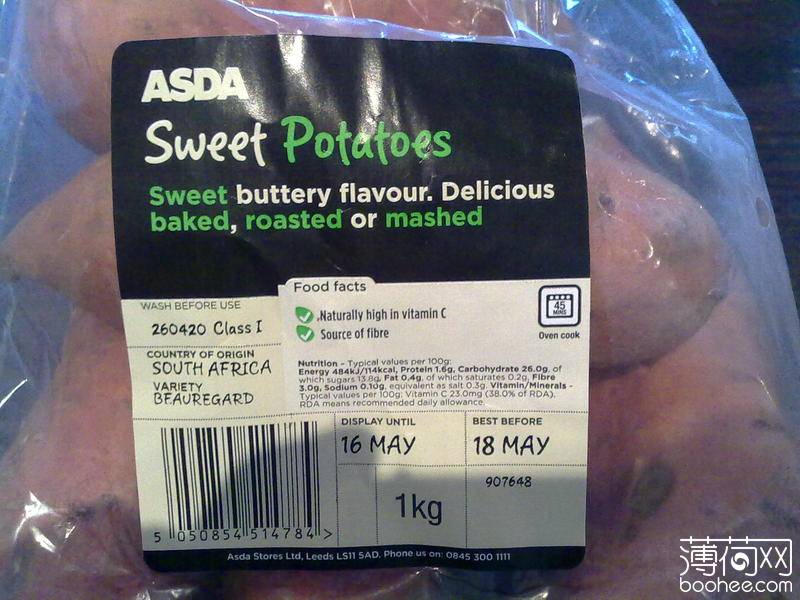 ASDA
Sweet Potatoes
Sweet buttery flavour. Delicious
baked, roasted or mashed
WASH BEFORE USE
260420 Class I
COUNTRY OF ORIGIN
SOUTH AFRICA
VARIETY
BEAUREGARD
Food facts
Naturally high in vitamin C
Source of fibre
45
MINS
Oven cook
Nutrition - Typical values per 100g:
Energy 484kJ/114kcal, Protein 1.6g, Carbohydrate 26.0g,
of which sugars 13.8g, Fat 0.4g, of which saturates 0.2g, Fibre
3.0g, Sodium 0.10g, equivalent as salt 0.3g. Vitamin/Minerals -
Typical values per 100g: Vitamin C 23.0mg (38.0% of RDA).
RDA means recommended daily allowance.
DISPLAY UNTIL
16 MAY
BEST BEFORE
18 MAY
907648
1kg
5 050854 514784 >
Asda Stores Ltd, Leeds LS11 5AD. Phone us on: 0845 300 1111
薄荷网
boohee.com